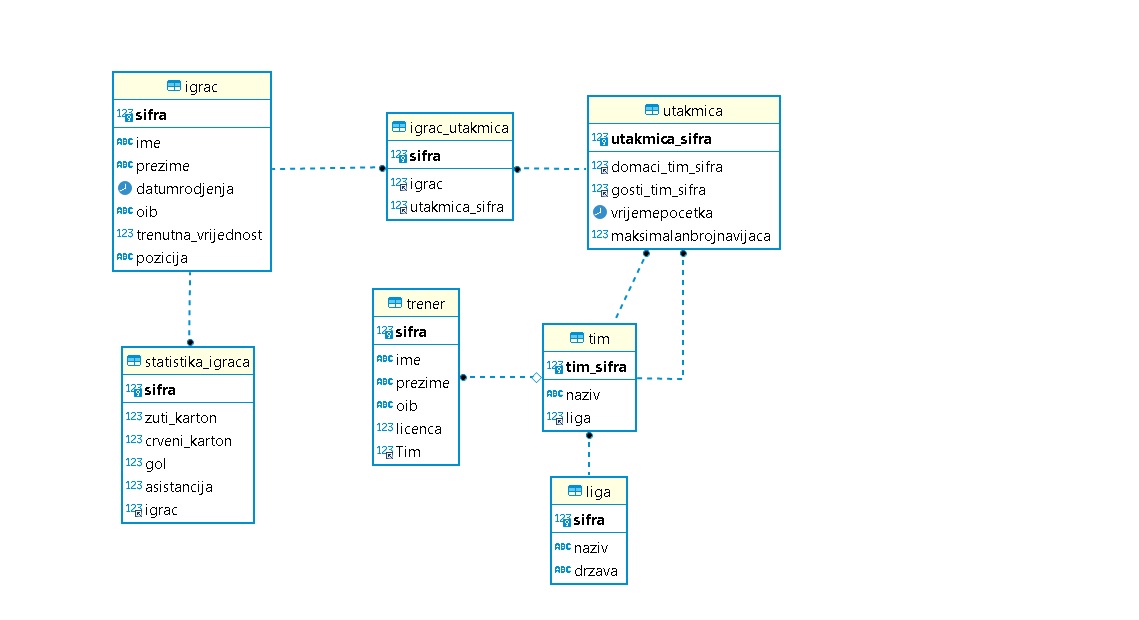 igrac
123 sifra
ABC ime
ABC prezime
datumrodjenja
ABC oib
123 trenutna_vrijednost
ABC pozicija
igrac_utakmica
123 sifra
123 igrac
123 utakmica_sifra
utakmica
123 utakmica_sifra
123 domaci_tim_sifra
123 gosti_tim_sifra
vrijemepocetka
123 maksimalanbrojnavijaca
statistika_igraca
123 sifra
123 zuti_karton
123 crveni_karton
123 gol
123 asistancija
123 igrac
trener
123 sifra
ABC ime
ABC prezime
ABC oib
123 licenca
123 Tim
tim
123 tim_sifra
ABC naziv
123 liga
liga
123 sifra
ABC naziv
ABC drzava